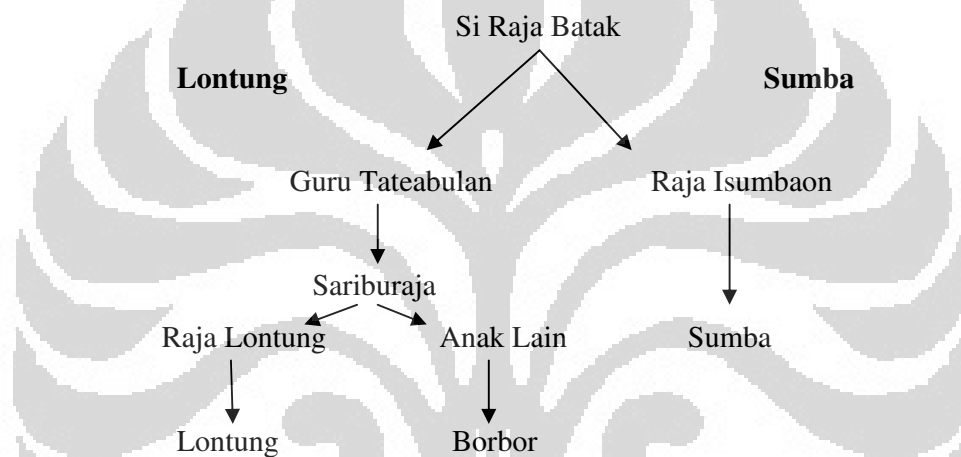 Si Raja Batak
Lontung Sumba
Guru Tateabulan Raja Isumbaon
Sariburaja
Raja Lontung Anak Lain Sumba
Lontung Borbor